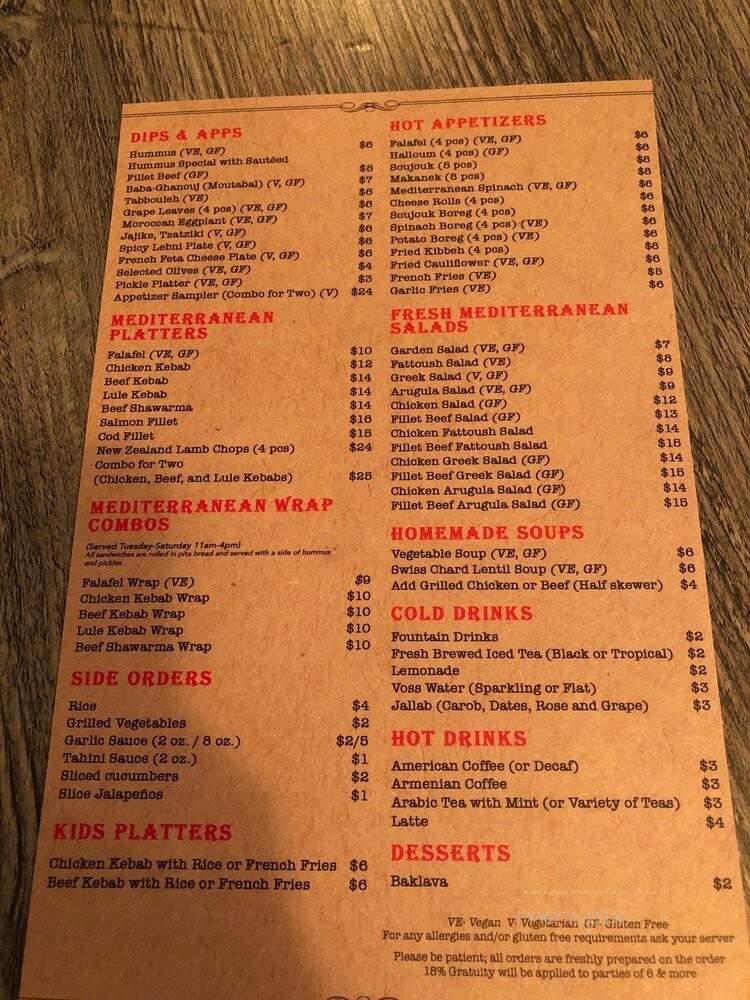 DIPS & APPS
Hummus (VE, GF) $6
Hummus Special with Sautéed
Fillet Beef (GF) $8
Baba-Ghanouj (Moutabal) (V, GF) $7
Tabbouleh (VE) $6
Grape Leaves (4 pcs) (VE, GF) $6
Moroccan Eggplant (VE, GF) $7
Jajike, Tzatziki (V, GF) $6
Spicy Lebni Plate (V, GF) $6
French Feta Cheese Plate (V, GF) $6
Selected Olives (VE, GF) $4
Pickle Platter (VE, GF) $3
Appetizer Sampler (Combo for Two) (V) $24
MEDITERRANEAN
PLATTERS
Falafel (VE, GF) $10
Chicken Kebab $12
Beef Kebab $14
Lule Kebab $14
Beef Shawarma $14
Salmon Fillet $16
Cod Fillet $15
New Zealand Lamb Chops (4 pcs) $24
Combo for Two
(Chicken, Beef, and Lule Kebabs) $25
MEDITERRANEAN WRAP
COMBOS
(Served Tuesday-Saturday 11am-4pm)
All sandwiches are rolled in pita bread and served with a side of hummus
and pickles
Falafel Wrap (VE) $9
Chicken Kebab Wrap $10
Beef Kebab Wrap $10
Lule Kebab Wrap $10
Beef Shawarma Wrap $10
SIDE ORDERS
Rice $4
Grilled Vegetables $2
Garlic Sauce (2 oz. / 8 oz.) $2/5
Tahini Sauce (2 oz.) $1
Sliced cucumbers $2
Slice Jalapeños $1
KIDS PLATTERS
Chicken Kebab with Rice or French Fries $6
Beef Kebab with Rice or French Fries $6
HOT APPETIZERS
Falafel (4 pcs) (VE, GF) $6
Halloum (4 pcs) (GF) $6
Soujouk (8 pcs) $8
Makanek (8 pcs) $8
Mediterranean Spinach (VE, GF) $6
Cheese Rolls (4 pcs) $6
Soujouk Boreg (4 pcs) $8
Spinach Boreg (4 pcs) (VE) $6
Potato Boreg (4 pcs) (VE) $6
Fried Kibbeh (4 pcs) $8
Fried Cauliflower (VE, GF) $6
French Fries (VE) $5
Garlic Fries (VE) $6
FRESH MEDITERRANEAN
SALADS
Garden Salad (VE, GF) $7
Fattoush Salad (VE) $8
Greek Salad (V, GF) $9
Arugula Salad (VE, GF) $9
Chicken Salad (GF) $12
Fillet Beef Salad (GF) $13
Chicken Fattoush Salad $14
Fillet Beef Fattoush Salad $15
Chicken Greek Salad (GF) $14
Fillet Beef Greek Salad (GF) $15
Chicken Arugula Salad (GF) $14
Fillet Beef Arugula Salad (GF) $15
HOMEMADE SOUPS
Vegetable Soup (VE, GF) $6
Swiss Chard Lentil Soup (VE, GF) $6
Add Grilled Chicken or Beef (Half skewer) $4
COLD DRINKS
Fountain Drinks $2
Fresh Brewed Iced Tea (Black or Tropical) $2
Lemonade $2
Voss Water (Sparkling or Flat) $3
Jallab (Carob, Dates, Rose and Grape) $3
HOT DRINKS
American Coffee (or Decaf) $3
Armenian Coffee $3
Arabic Tea with Mint (or Variety of Teas) $3
Latte $4
DESSERTS
Baklava $2
VE- Vegan V- Vegetarian GF- Gluten Free
For any allergies and/or gluten free requirements ask your server
Please be patient; all orders are freshly prepared on the order
18% Gratuity will be applied to parties of 6 & more